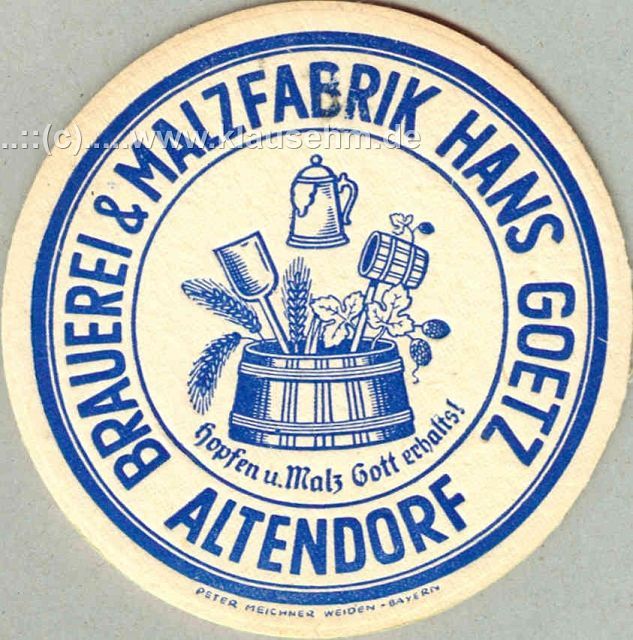 BRAUEREI & MALZFABRIK HANS GOETZ
..::(c).....www.klausehm.de
Hopfen u. Malz Gott erhalts!
ALTENDORF
PETER MEICHNER WEIDEN - BAYERN